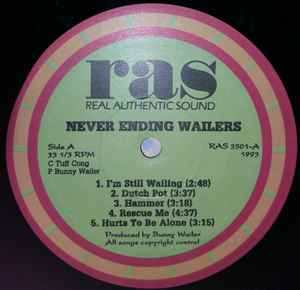 ras
REAL AUTHENTIC SOUND
NEVER ENDING WAILERS
Side A
33 1/3 RPM
C Tuff Gong
P Bunny Wailer
RAS 3501-A
1993
1. I'm Still Wailing (2:48)
2. Dutch Pot (3:37)
3. Hammer (3:18)
4. Rescue Me (4:37)
5. Hurts To Be Alone (3:15)
Produced by Bunny Wailer
All songs copyright control